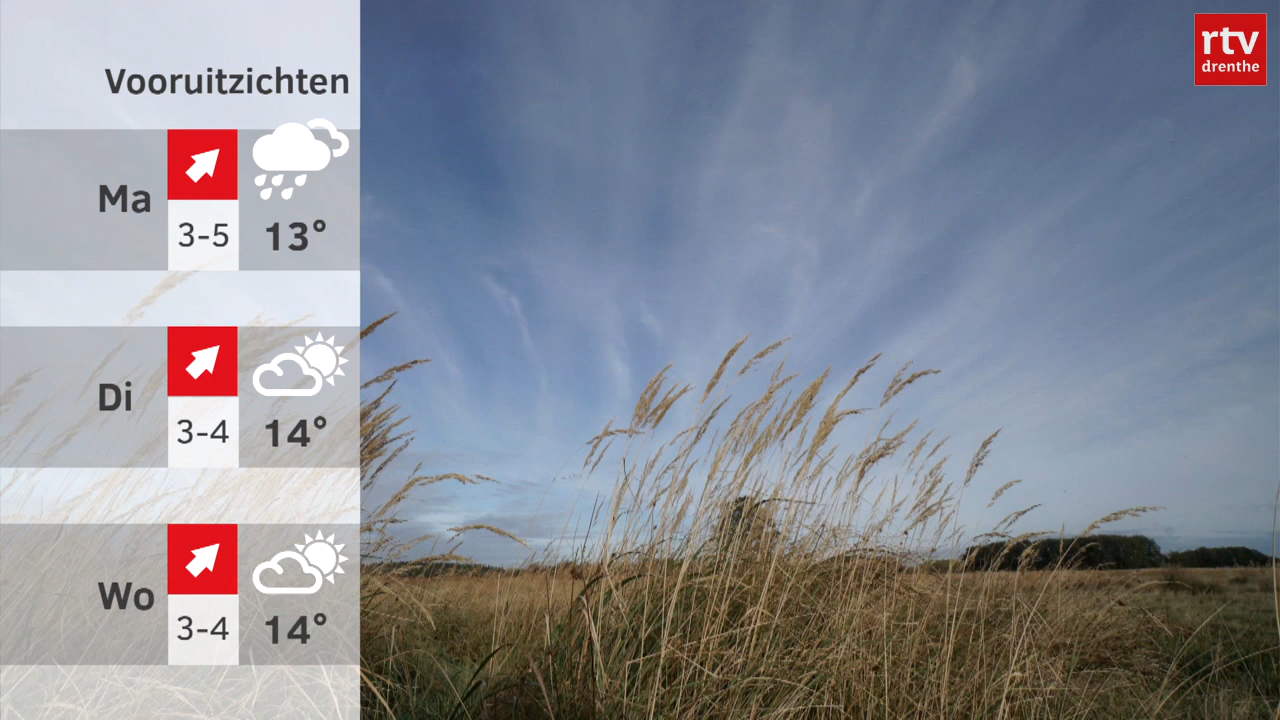 Vooruitzichten
Ma
3-5
13°
Di
3-4
14°
Wo
3-4
14°
rtv
drenthe